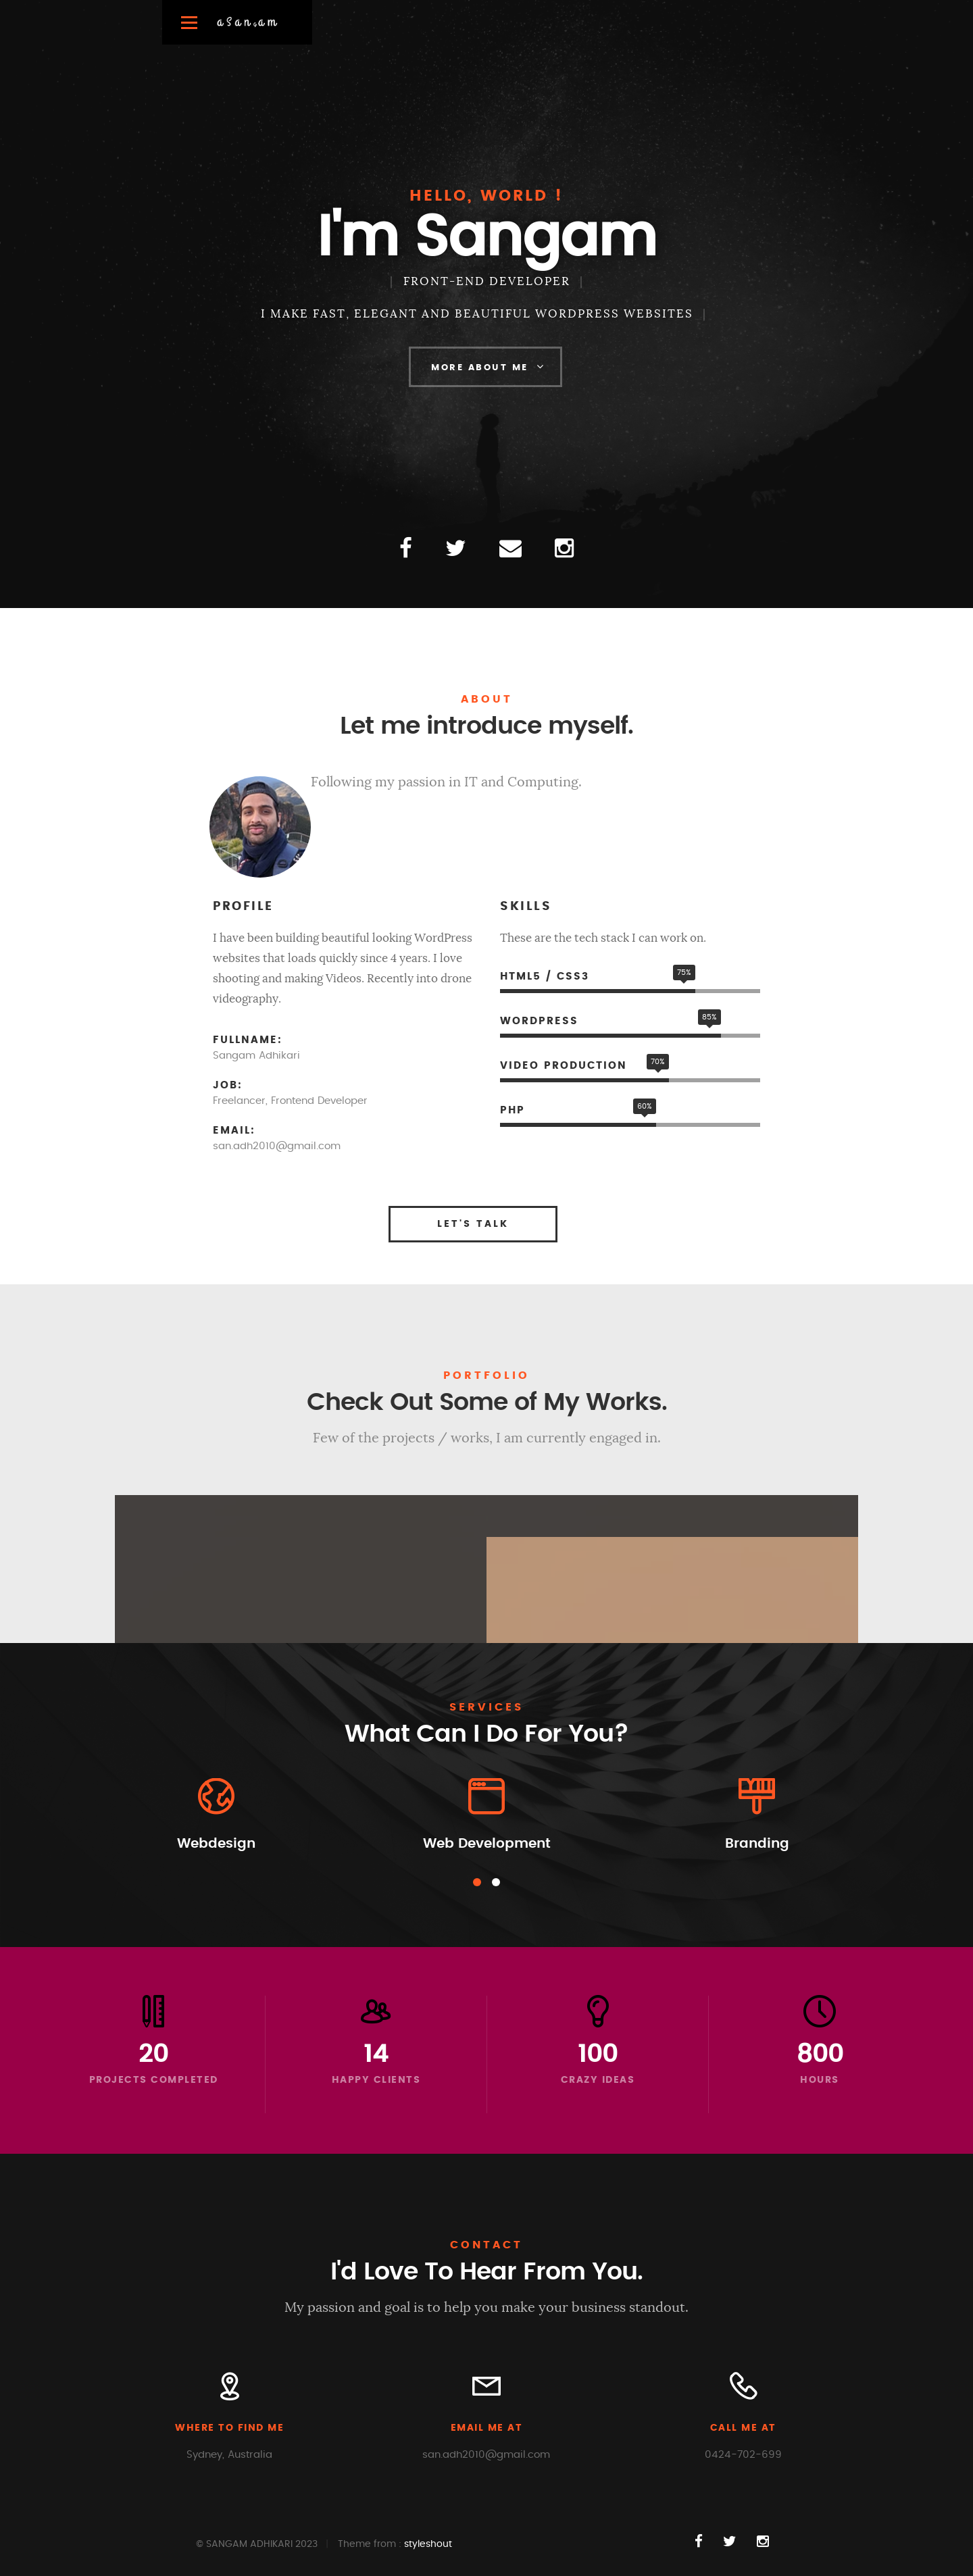 HELLO, WORLD !
I'm Sangam
| FRONT-END DEVELOPER |
I MAKE FAST, ELEGANT AND BEAUTIFUL WORDPRESS WEBSITES |
MORE ABOUT ME
ABOUT
Let me introduce myself.
Following my passion in IT and Computing.
PROFILE
I have been building beautiful looking WordPress
websites that loads quickly since 4 years. I love
shooting and making Videos. Recently into drone
videography.
FULLNAME:
Sangam Adhikari
JOB:
Freelancer, Frontend Developer
EMAIL:
san.adh2010@gmail.com
SKILLS
These are the tech stack I can work on.
HTML5 / CSS3
75%
WORDPRESS
85%
VIDEO PRODUCTION
70%
PHP
60%
LET'S TALK
PORTFOLIO
Check Out Some of My Works.
Few of the projects / works, I am currently engaged in.
SERVICES
What Can I Do For You?
Webdesign
Web Development
Branding
20
PROJECTS COMPLETED
14
HAPPY CLIENTS
100
CRAZY IDEAS
800
HOURS
CONTACT
I'd Love To Hear From You.
My passion and goal is to help you make your business standout.
WHERE TO FIND ME
Sydney, Australia
EMAIL ME AT
san.adh2010@gmail.com
CALL ME AT
0424-702-699
© SANGAM ADHIKARI 2023 | Theme from : styleshout